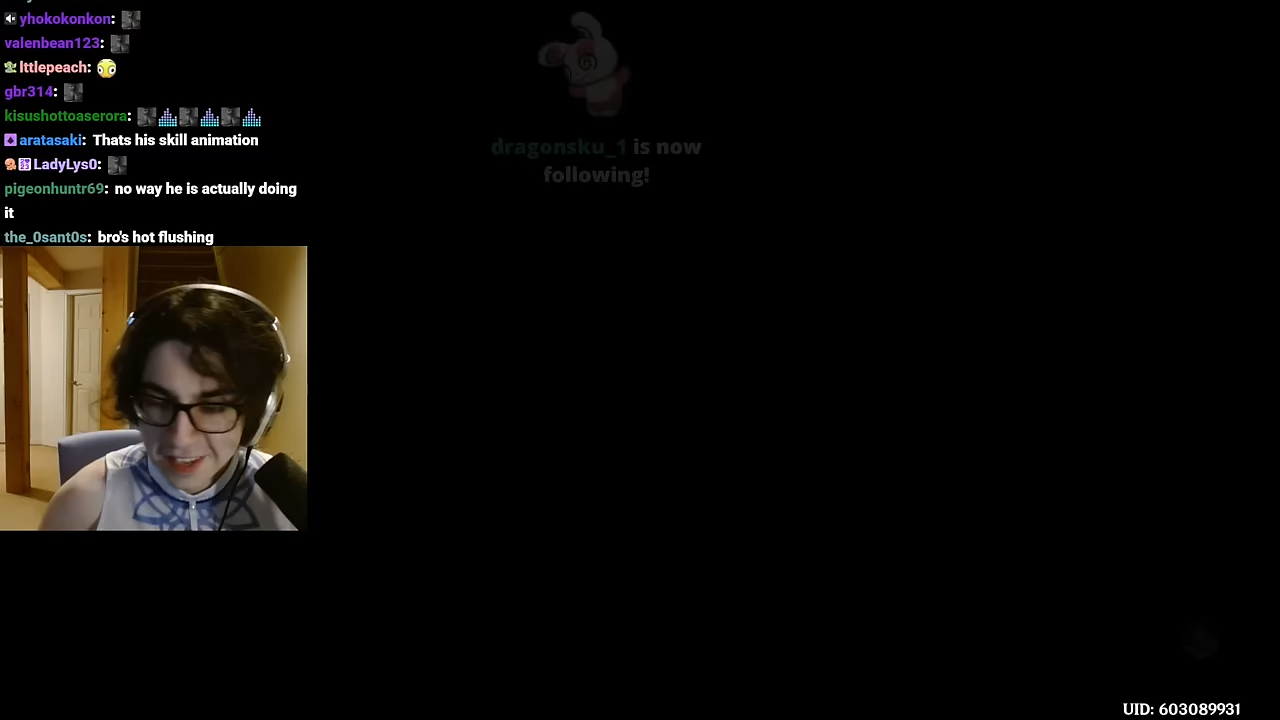 yhokokonkon:
valenbean123:
lttlepeach:
gbr314:
kisushottoaserora:
aratasaki: Thats his skill animation
LadyLys0:
pigeonhuntr69: no way he is actually doing
it
the_0sant0s: bro's hot flushing
dragonsku_1 is now
following!
UID: 603089931